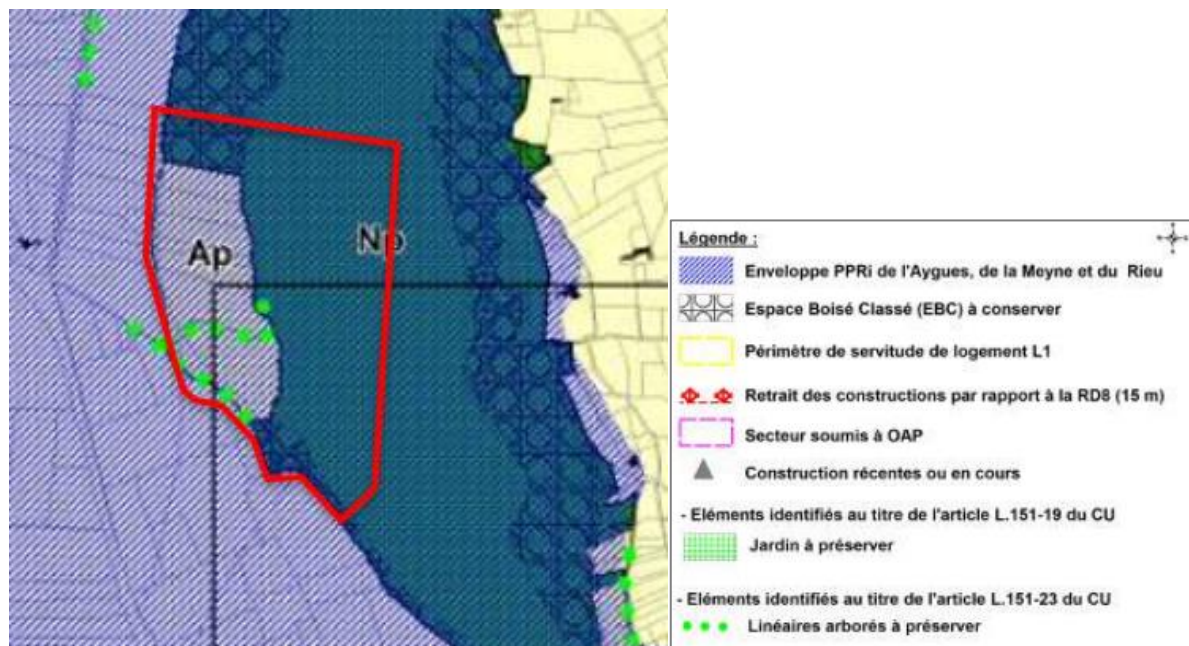 Ap
Np
Légende :
Enveloppe PPRi de l'Aygues, de la Meyne et du Rieu
Espace Boisé Classé (EBC) à conserver
Périmètre de servitude de logement L1
Retrait des constructions par rapport à la RD8 (15 m)
Secteur soumis à OAP
Construction récentes ou en cours
- Eléments identifiés au titre de l'article L.151-19 du CU
Jardin à préserver
- Eléments identifiés au titre de l'article L.151-23 du CU
Linéaires arborés à préserver